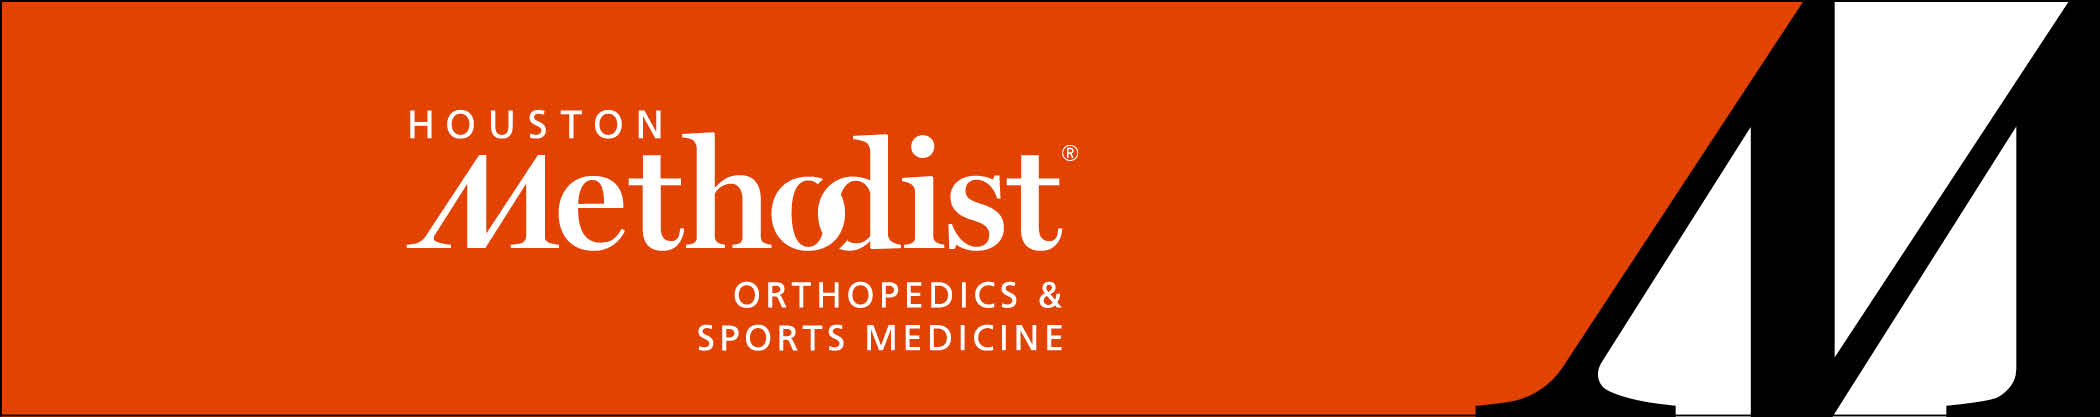 HOUSTON
Methodist®
ORTHOPEDICS &
SPORTS MEDICINE
M